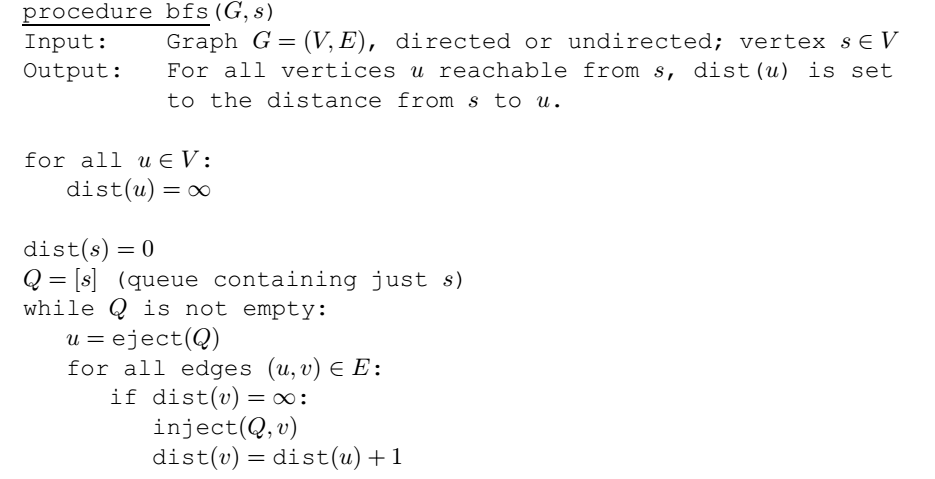 procedure bfs(G, s)
Input: Graph G = (V, E), directed or undirected; vertex s ∈ V
Output: For all vertices u reachable from s, dist(u) is set
to the distance from s to u.
for all u ∈ V:
dist(u) = ∞
dist(s) = 0
Q = [s] (queue containing just s)
while Q is not empty:
u = eject(Q)
for all edges (u, v) ∈ E:
if dist(v) = ∞:
inject(Q, v)
dist(v) = dist(u) + 1